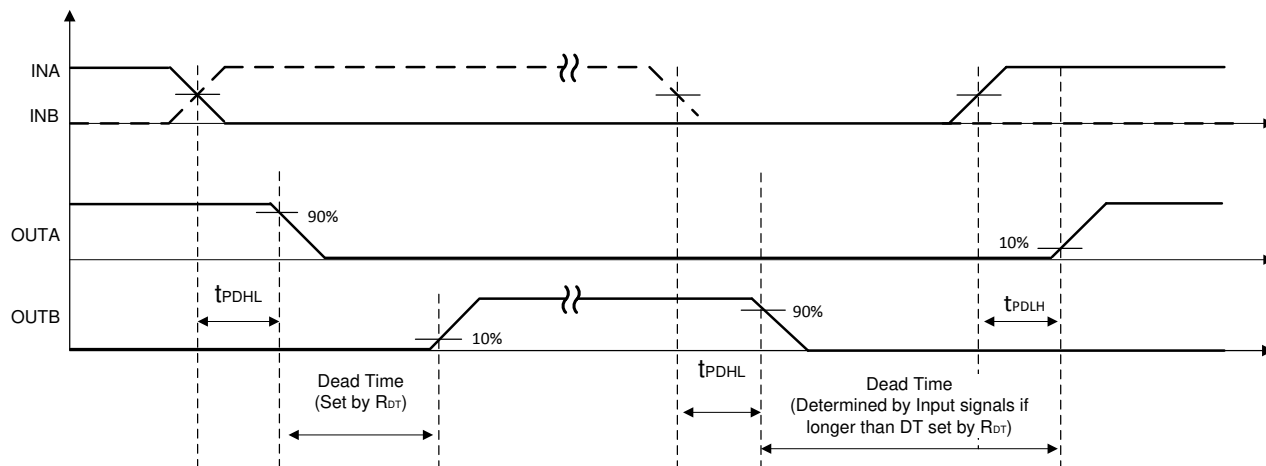 INA
INB
OUTA
90%
10%
tPDHL
tPDLH
OUTB
10%
90%
tPDHL
Dead Time
(Set by RDT)
Dead Time
(Determined by Input signals if
longer than DT set by RDT)